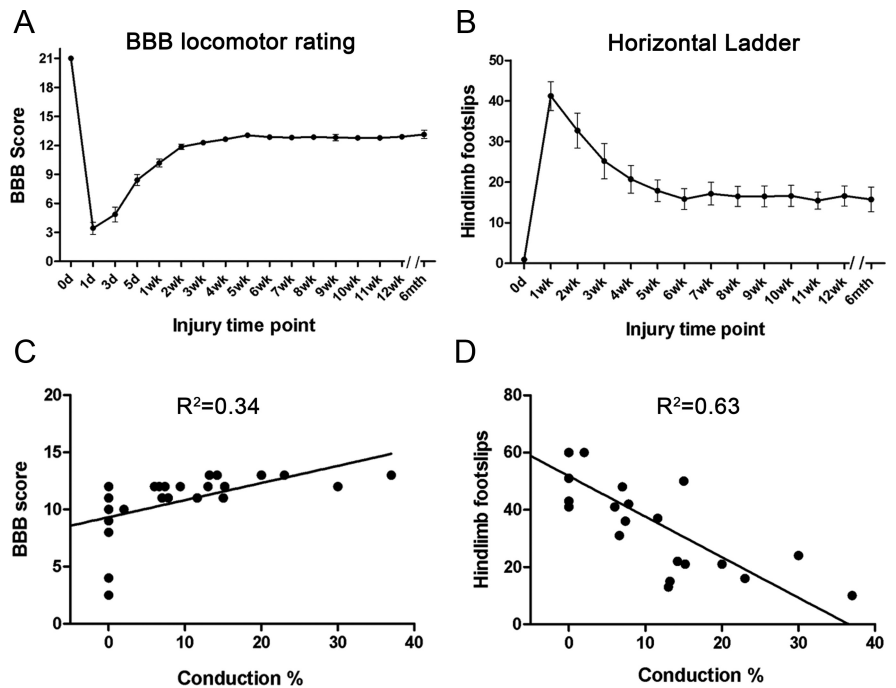 A
BBB locomotor rating
BBB Score
21
18
15
12
9
6
3
0
0d 1d 3d 5d 1wk 2wk 3wk 4wk 5wk 6wk 7wk 8wk 9wk 10wk 11wk 12wk 6mth
Injury time point
B
Horizontal Ladder
Hindlimb footslips
50
40
30
20
10
0
0d 1wk 2wk 3wk 4wk 5wk 6wk 7wk 8wk 9wk 10wk 11wk 12wk 6mth
Injury time point
C
R²=0.34
BBB score
20
15
10
5
0
0 10 20 30 40
Conduction %
D
R²=0.63
Hindlimb footslips
80
60
40
20
0
0 10 20 30 40
Conduction %